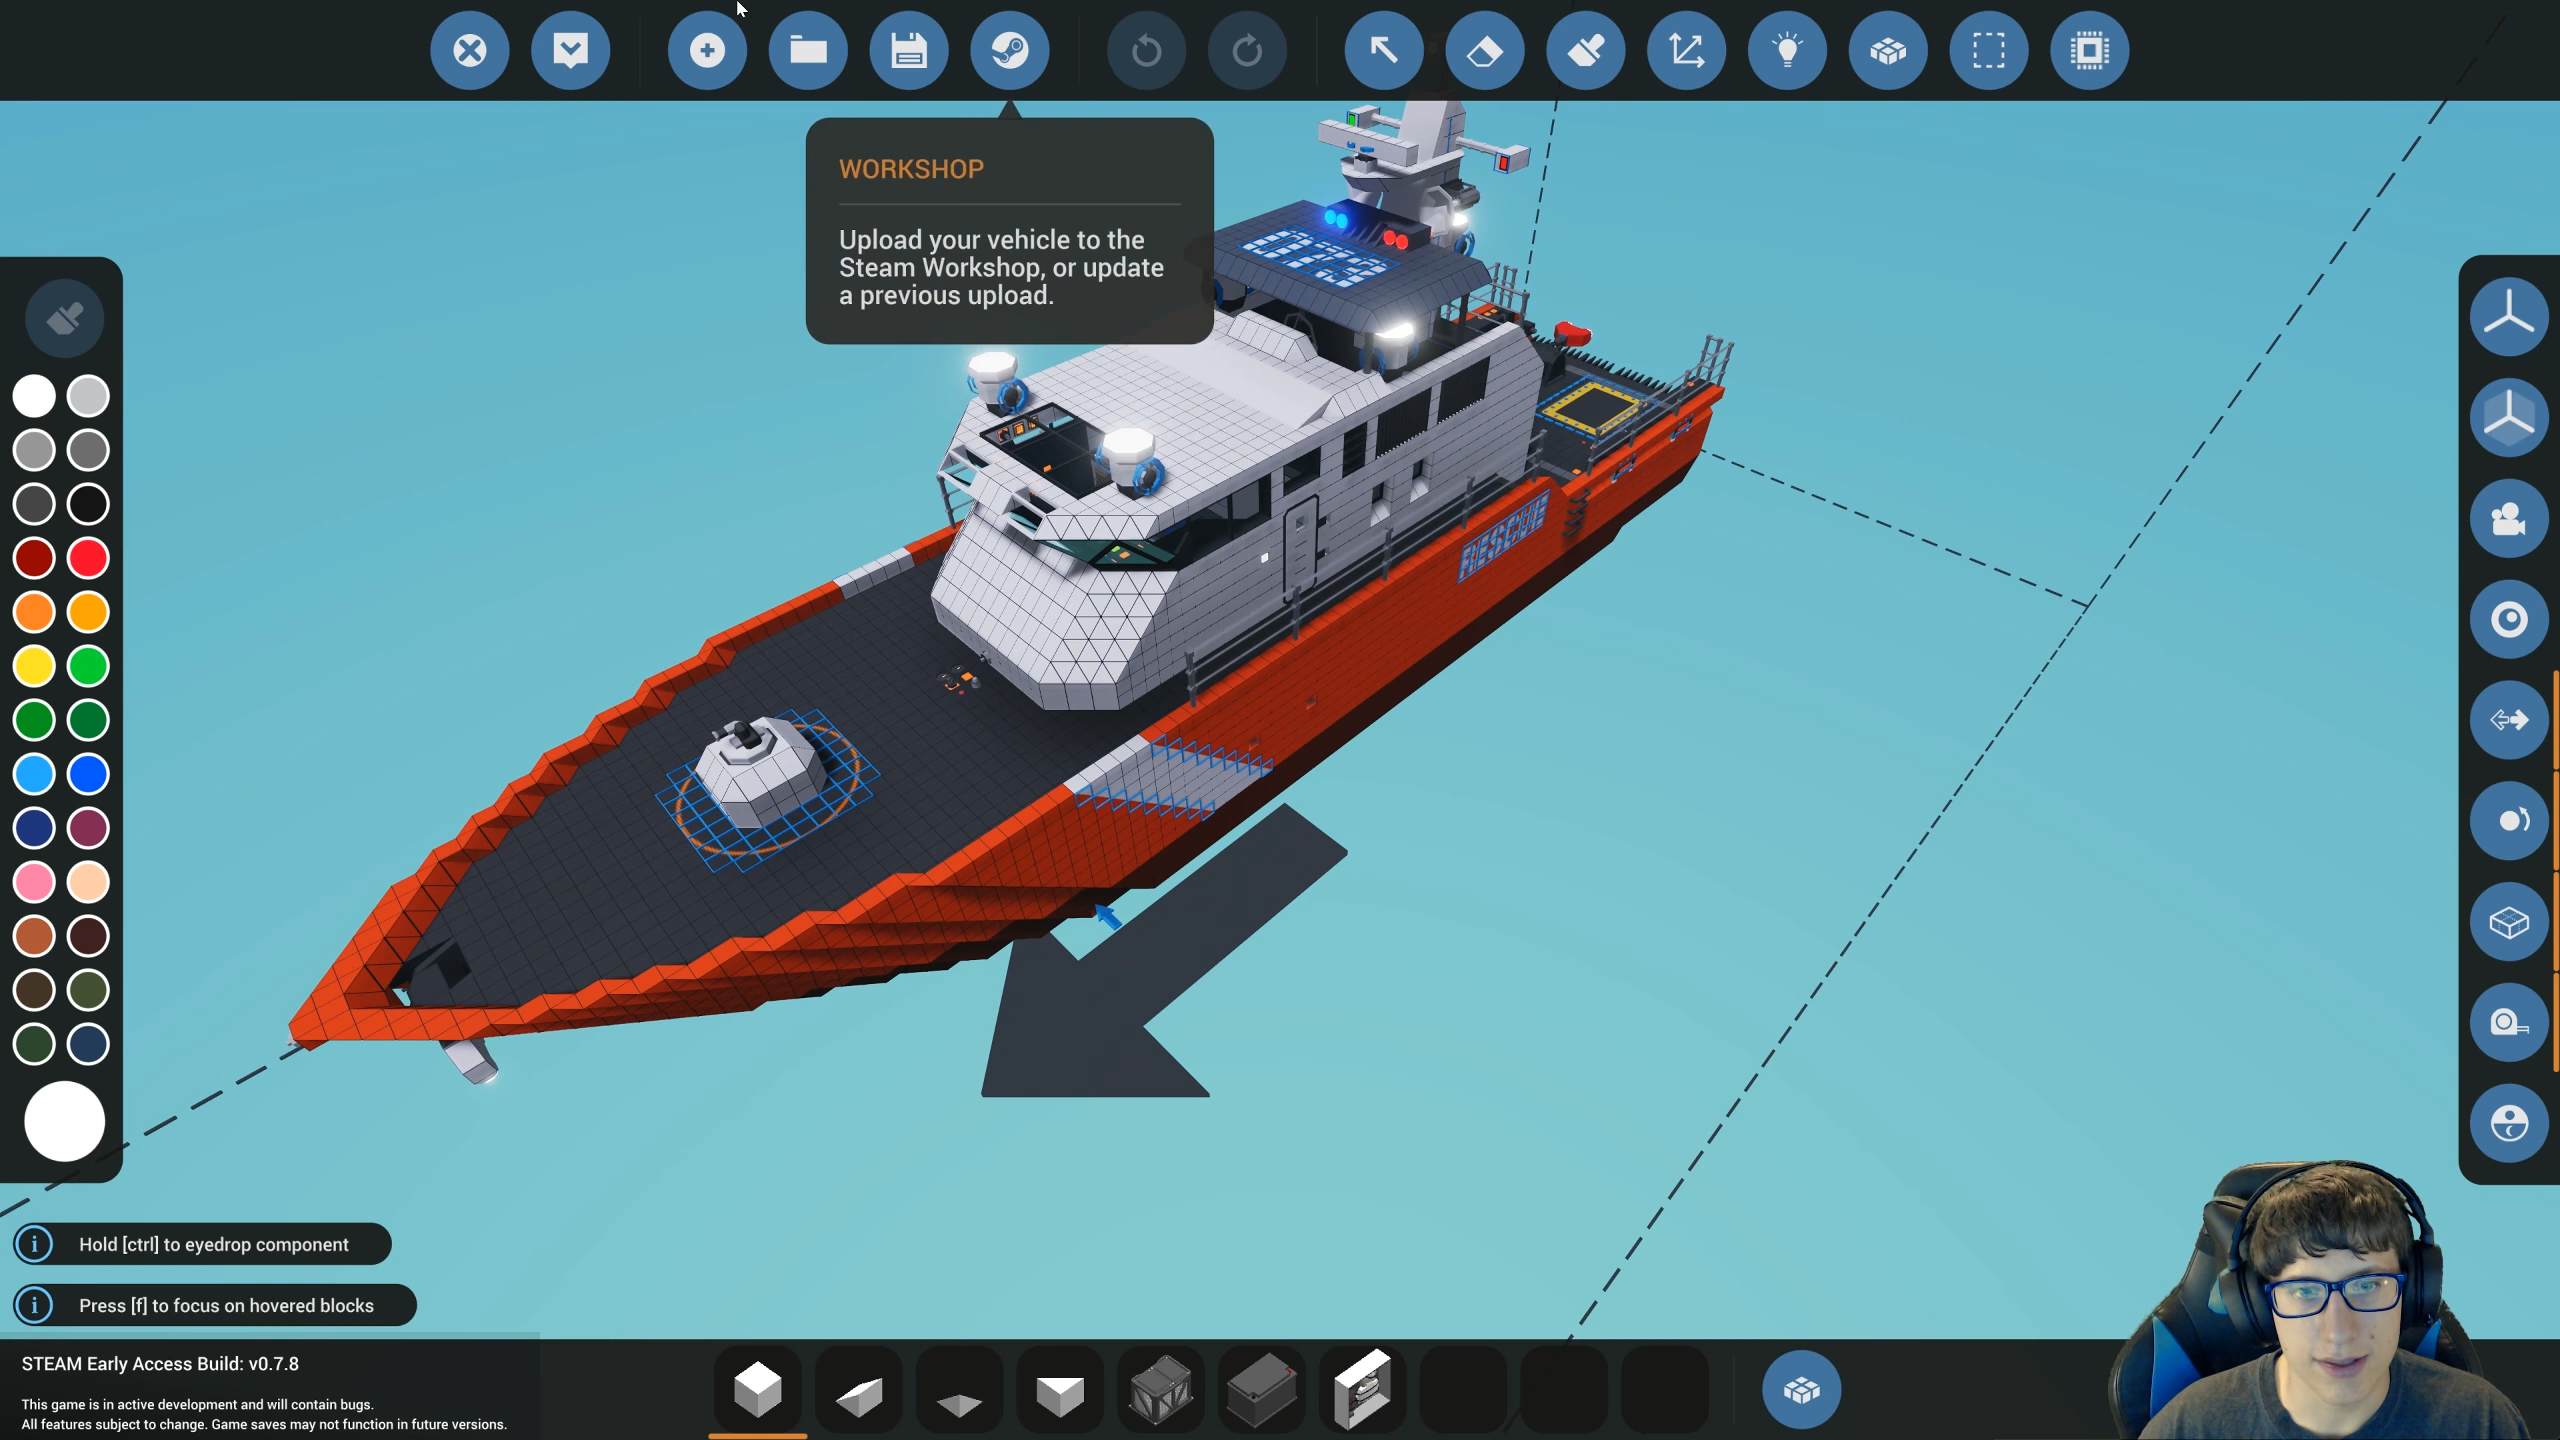 WORKSHOP
Upload your vehicle to the
Steam Workshop, or update
a previous upload.
RESCUE
Hold [ctrl] to eyedrop component
Press [f] to focus on hovered blocks
STEAM Early Access Build: v0.7.8
This game is in active development and will contain bugs.
All features subject to change. Game saves may not function in future versions.